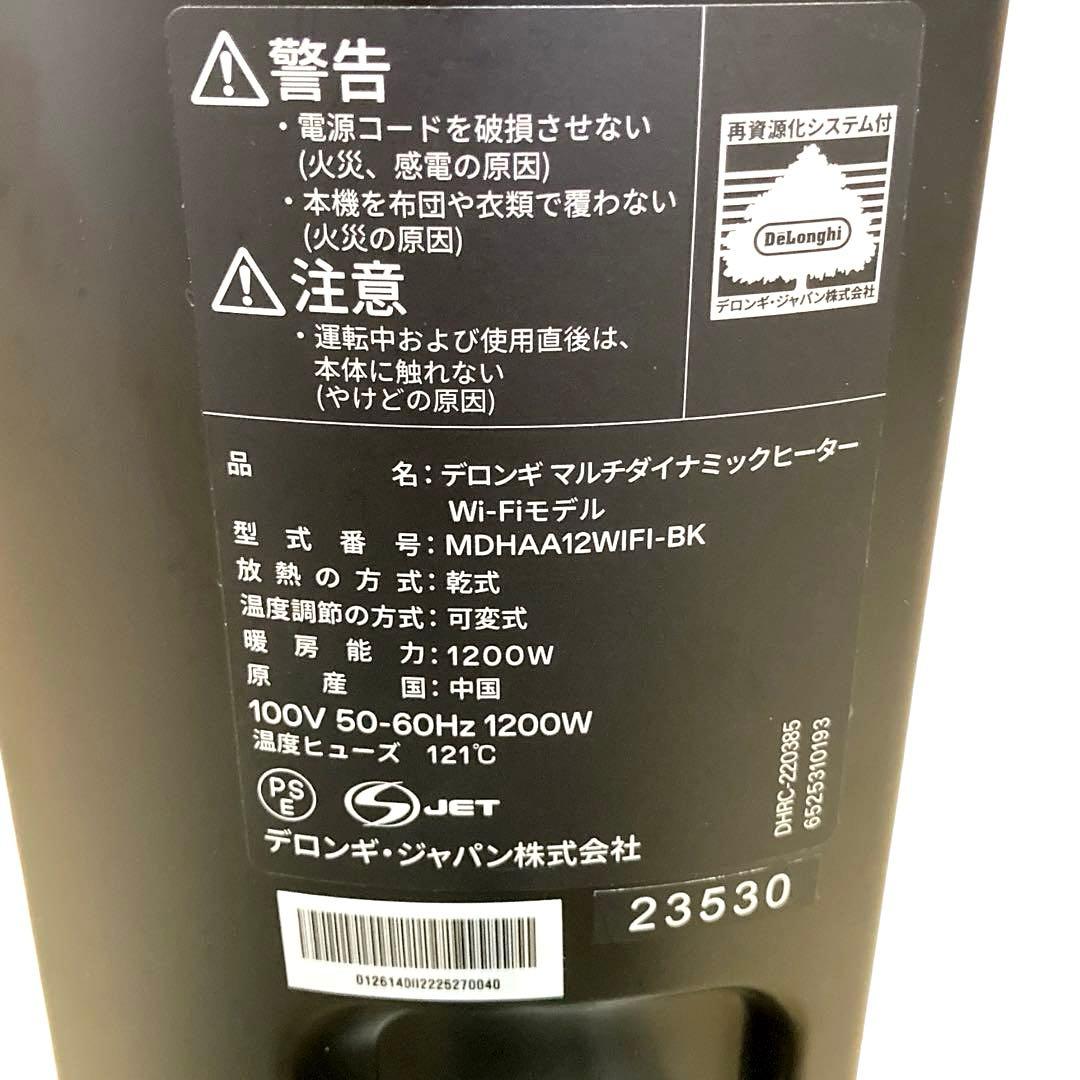 警告
・電源コードを破損させない
(火災、感電の原因)
・本機を布団や衣類で覆わない
(火災の原因)
注意
・運転中および使用直後は、
本体に触れない
(やけどの原因)
再資源化システム付
DeLonghi
デロンギ・ジャパン株式会社
品名:デロンギ マルチダイナミックヒーター
Wi-Fiモデル
型式番号:MDHAA12WIFI-BK
放熱の方式:乾式
温度調節の方式:可変式
暖房能力:1200W
原産国:中国
100V 50-60Hz 1200W
温度ヒューズ 121℃
PSE
JET
デロンギ・ジャパン株式会社
DHRC-220385
6525310193
23530